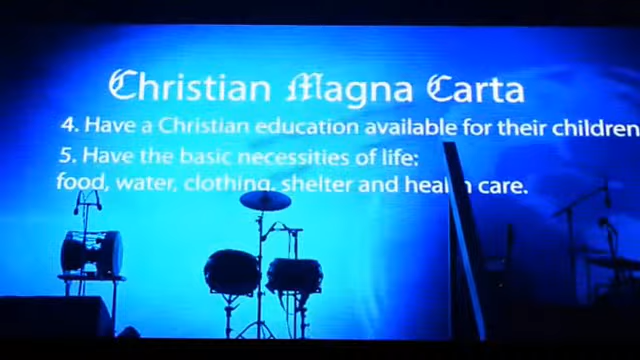 Christian Magna Carta
4. Have a Christian education available for their children
5. Have the basic necessities of life:
food, water, clothing, shelter and health care.